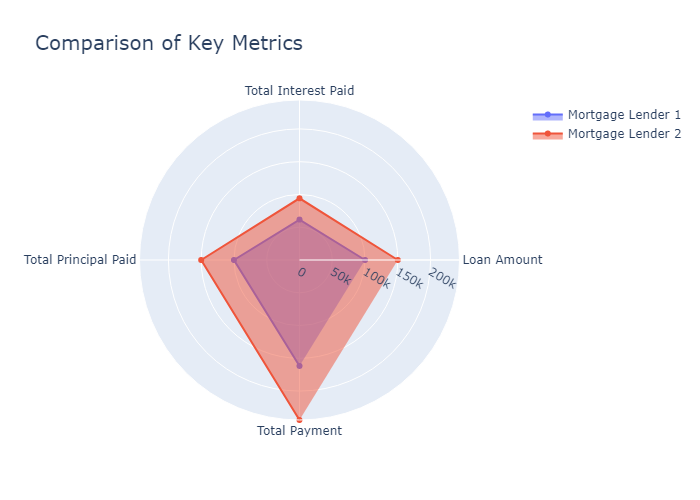 Comparison of Key Metrics
Total Interest Paid
Mortgage Lender 1
Mortgage Lender 2
Total Principal Paid
Loan Amount
0
50k
100k
150k
200k
Total Payment